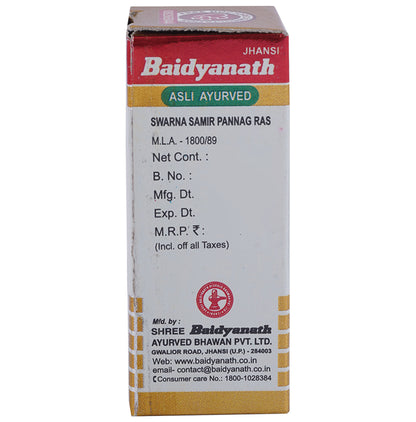 JHANSI
Baidyanath
ASLI AYURVED
SWARNA SAMIR PANNAG RAS
M.L.A. - 1800/89
Net Cont. :
B. No. :
Mfg. Dt.
Exp. Dt.
M.R.P. ₹ :
(Incl. off all Taxes)
Mfd. by :
SHREE Baidyanath
AYURVED BHAWAN PVT. LTD.
GWALIOR ROAD, JHANSI (U.P.) - 284003
Web: www.baidyanath.co.in
email- contact@baidyanath.co.in
Consumer care No.: 1800-1028384